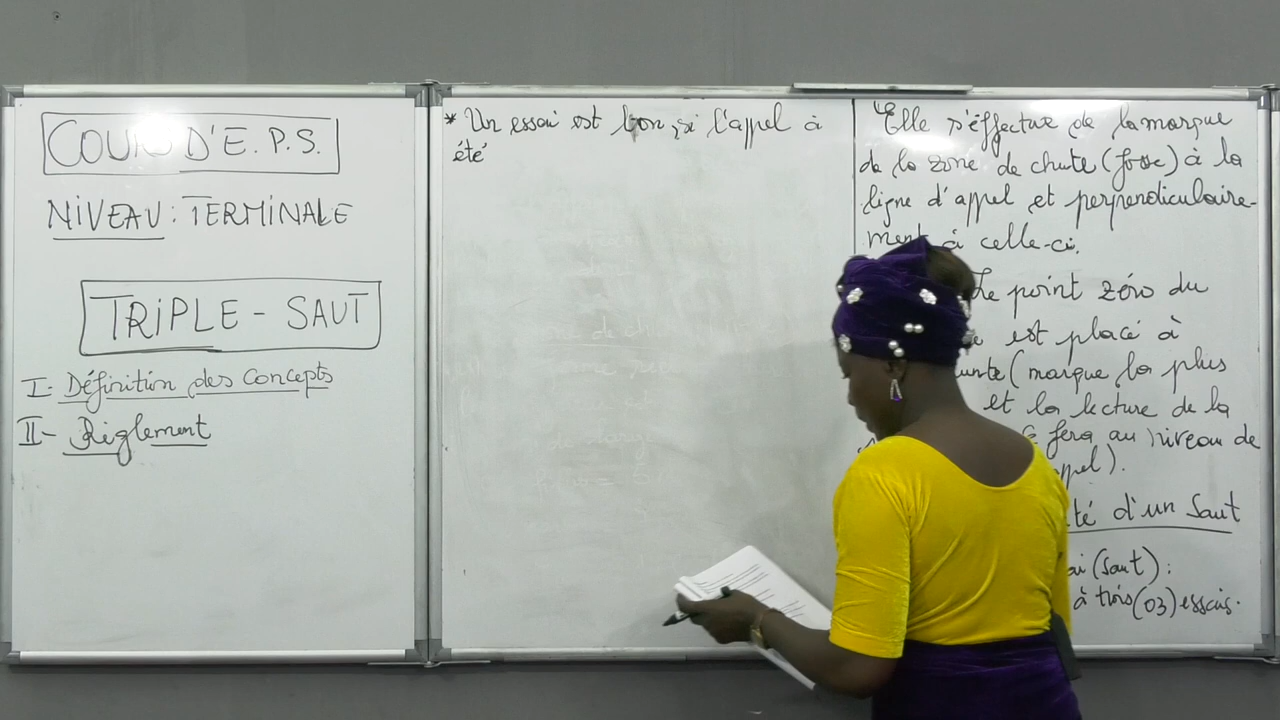 COURS D'E.P.S.
NIVEAU : TERMINALE
TRIPLE - SAUT
I- Définition des Concepts
II- Règlement
* Un essai est bon, si l'appel à
été
Elle s'éffectue de la marque
de la zone de chute (fosse) à la
ligne d'appel et perpendiculaire-
ment à celle-ci.
Le point zéro du
est placé à
(marque la plus
et la lecture de la
fera au niveau de
d'un Saut
(Saut) :
à trois (03) essais.